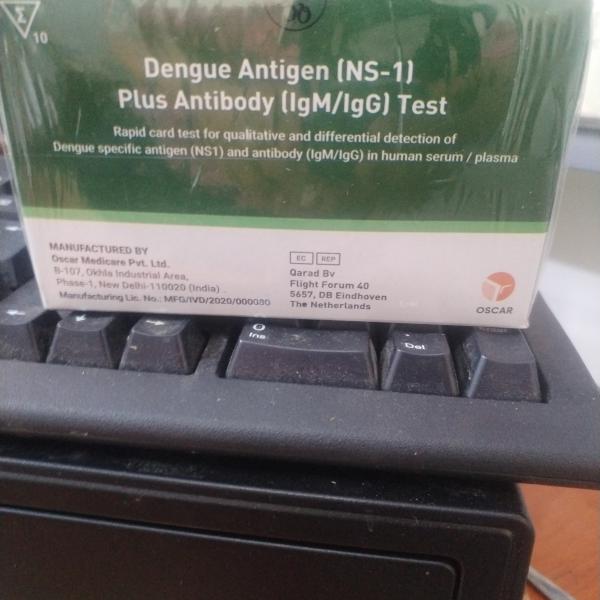 Σ
10
Dengue Antigen (NS-1)
Plus Antibody (IgM/IgG) Test
Rapid card test for qualitative and differential detection of
Dengue specific antigen (NS1) and antibody (IgM/IgG) in human serum / plasma
MANUFACTURED BY
Oscar Medicare Pvt. Ltd.
B-107, Okhla Industrial Area,
Phase-1, New Delhi-110020 (India)
Manufacturing Lic. No.: MFG/IVD/2020/000080
EC REP
Qarad Bv
Flight Forum 40
5657, DB Eindhoven
The Netherlands
OSCAR
0
Ins
Del